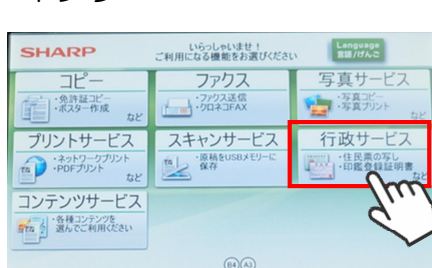 SHARP
いらっしゃいませ!
ご利用になる機能をお選びください
Language
言語/げんご
コピー
・免許証コピー
・ポスター作成
など
ファクス
・ファクス送信
・クロネコFAX
写真サービス
・写真コピー
・写真プリント
など
プリントサービス
・ネットワークプリント
・PDFプリント
など
スキャンサービス
・原稿をUSBメモリーに
保存
行政サービス
・住民票の写し
・印鑑登録証明書
など
コンテンツサービス
・各種コンテンツを
選んでご利用ください
B4 A3